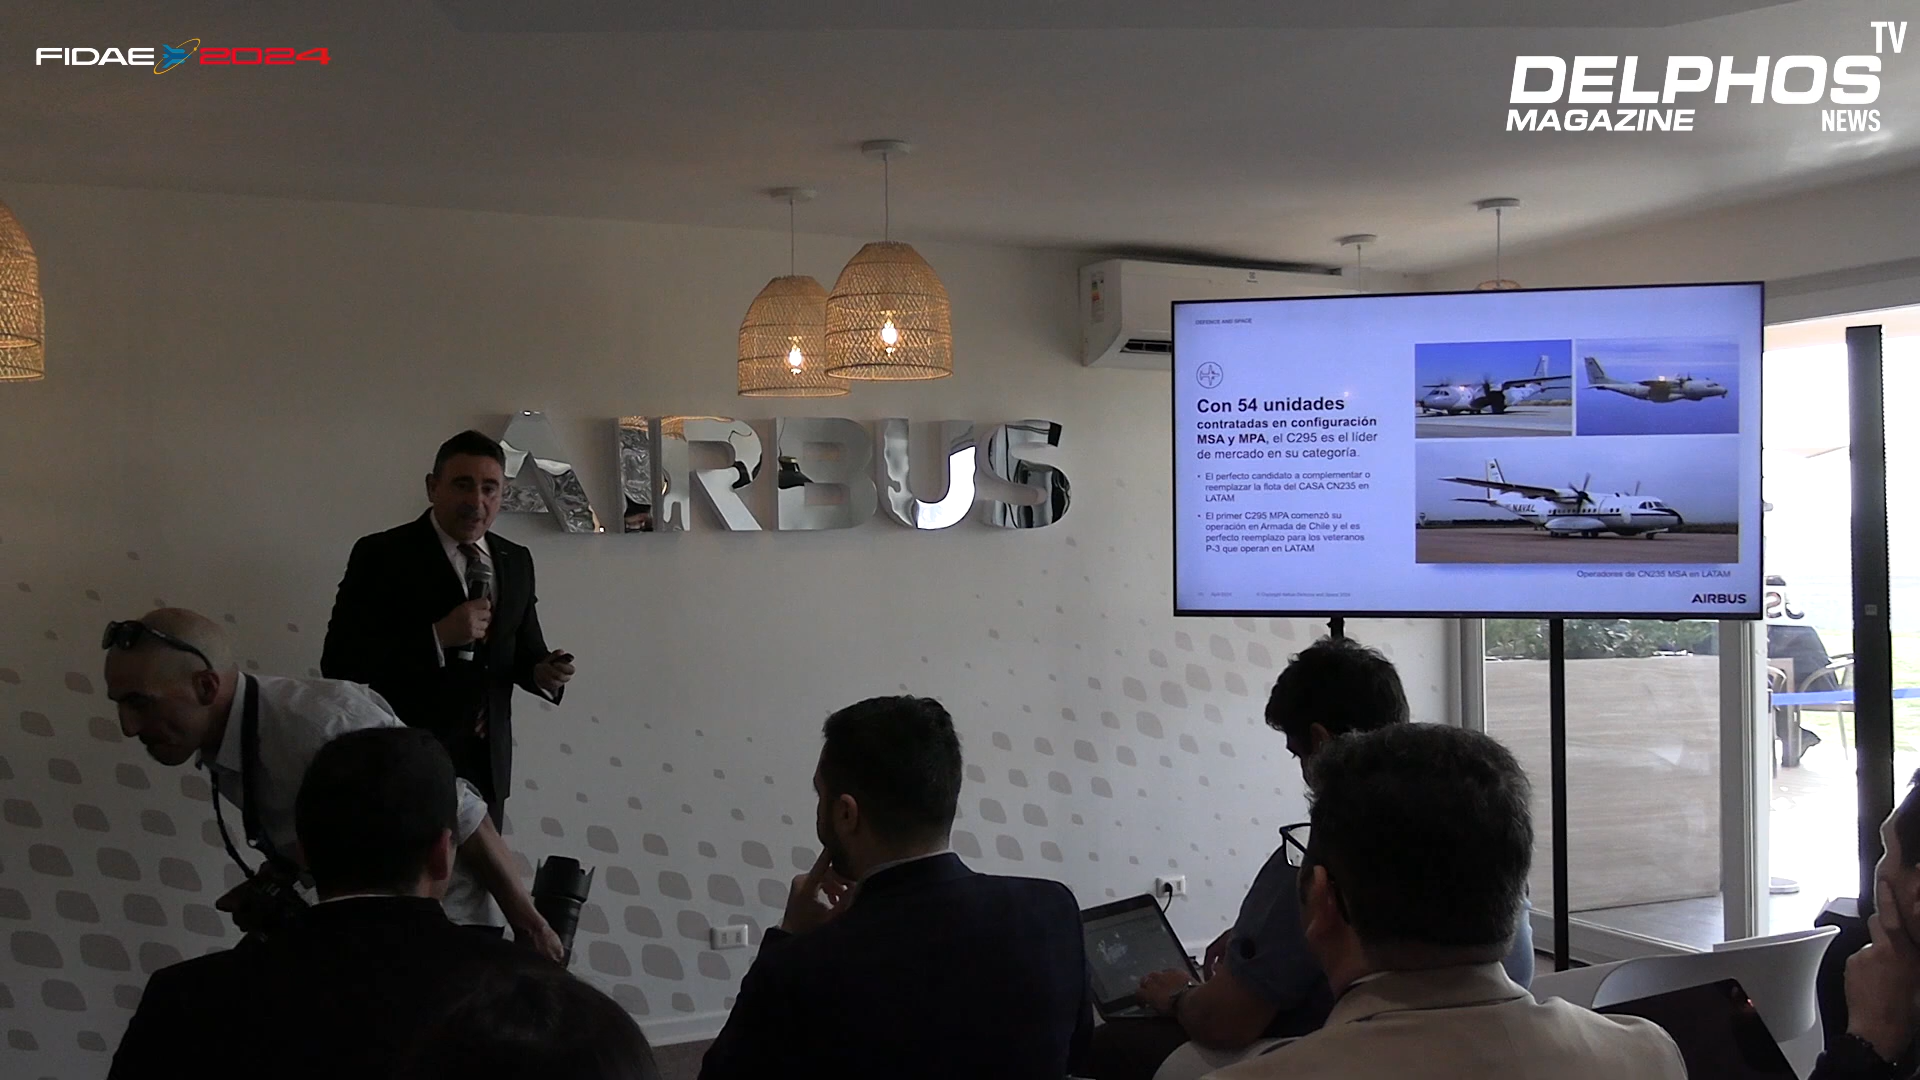 FIDAE 2024
TV
DELPHOS
MAGAZINE NEWS
AIRBUS
DEFENCE AND SPACE
Con 54 unidades
contratadas en configuración
MSA y MPA, el C295 es el líder
de mercado en su categoría.
• El perfecto candidato a complementar o
reemplazar la flota del CASA CN235 en
LATAM
• El primer C295 MPA comenzó su
operación en Armada de Chile y el es
perfecto reemplazo para los veteranos
P-3 que operan en LATAM
NAVAL
Operadores de CN235 MSA en LATAM
AIRBUS